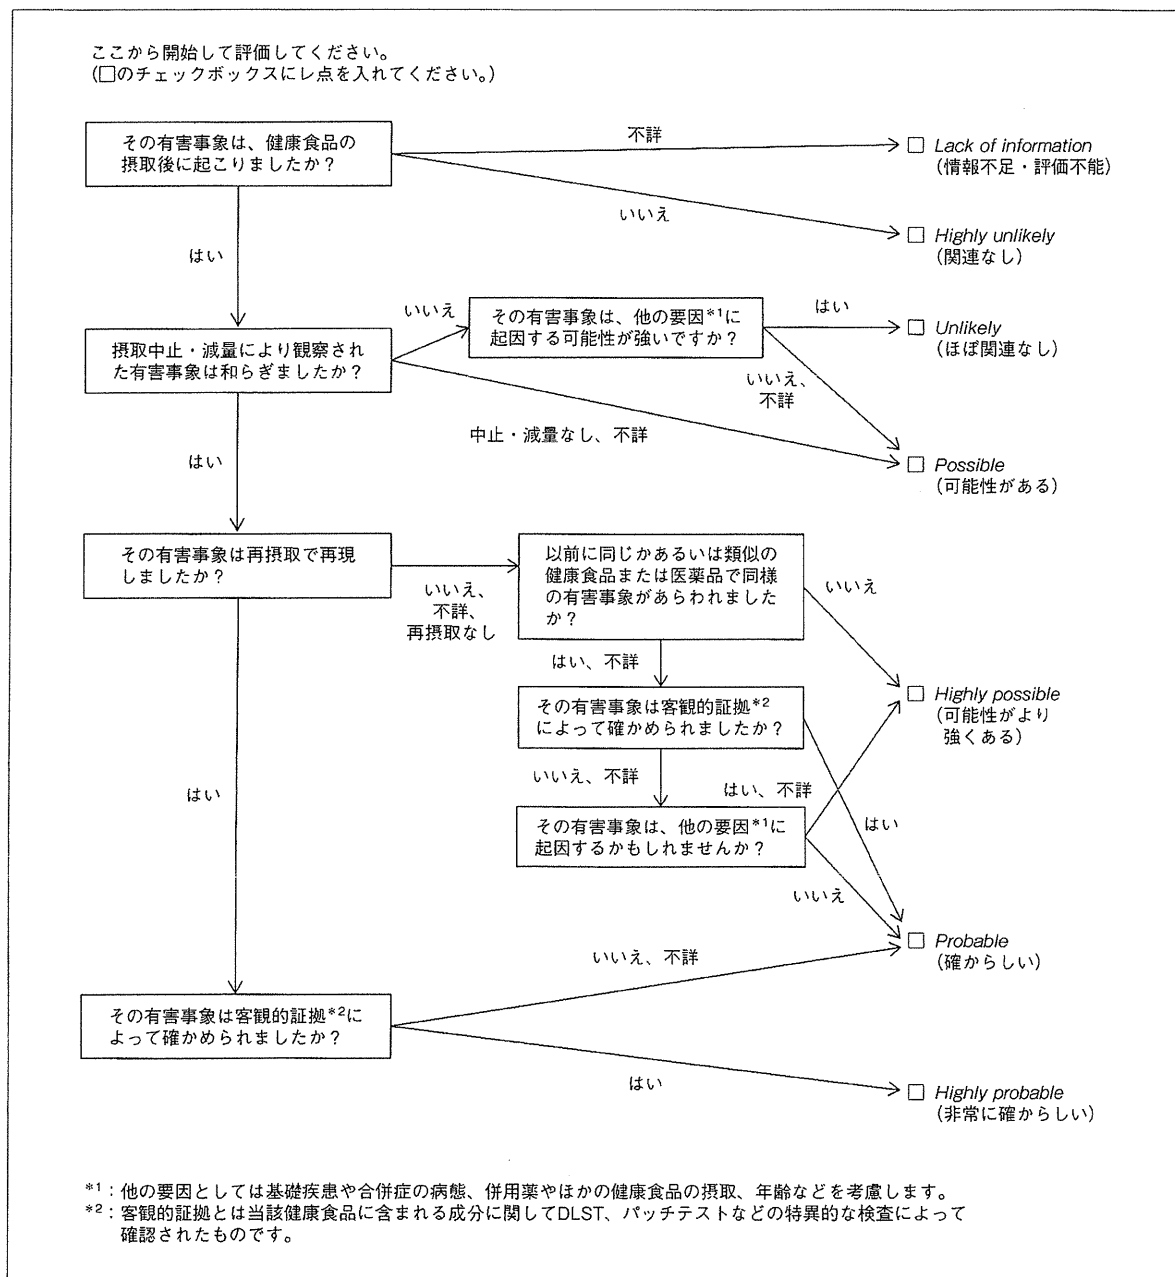 ここから開始して評価してください。
(□のチェックボックスにレ点を入れてください。)
その有害事象は、健康食品の
摂取後に起こりましたか?
不詳
□ Lack of information
(情報不足・評価不能)
いいえ
□ Highly unlikely
(関連なし)
はい
摂取中止・減量により観察され
た有害事象は和らぎましたか?
いいえ
その有害事象は、他の要因*1に
起因する可能性が強いですか?
はい
□ Unlikely
(ほぼ関連なし)
いいえ、
不詳
中止・減量なし、不詳
□ Possible
(可能性がある)
はい
その有害事象は再摂取で再現
しましたか?
いいえ、
不詳、
再摂取なし
以前に同じかあるいは類似の
健康食品または医薬品で同様
の有害事象があらわれました
か?
いいえ
はい、不詳
□ Highly possible
(可能性がより
強くある)
その有害事象は客観的証拠*2
によって確かめられましたか?
いいえ、不詳
はい、不詳
はい
はい
その有害事象は、他の要因*1に
起因するかもしれませんか?
いいえ
□ Probable
(確からしい)
いいえ、不詳
その有害事象は客観的証拠*2に
よって確かめられましたか?
はい
□ Highly probable
(非常に確からしい)
*1:他の要因としては基礎疾患や合併症の病態、併用薬やほかの健康食品の摂取、年齢などを考慮します。
*2:客観的証拠とは当該健康食品に含まれる成分に関してDLST、パッチテストなどの特異的な検査によって
確認されたものです。